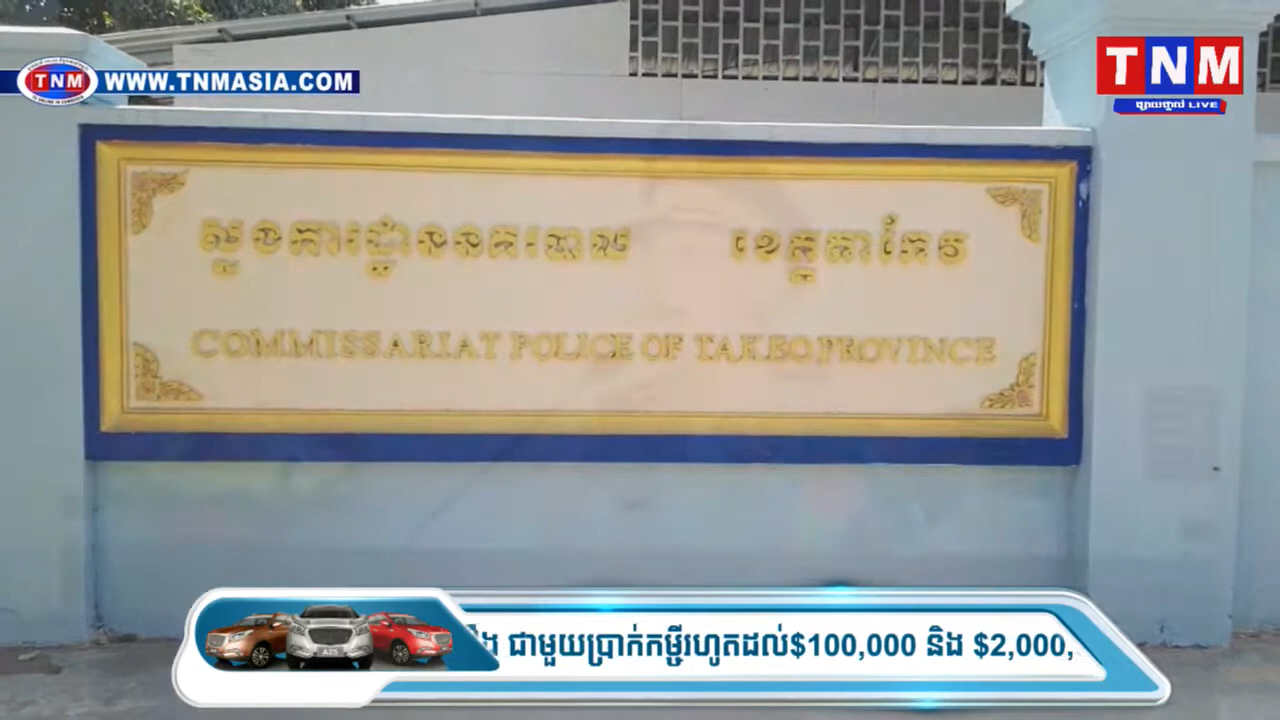 TNM
WWW.TNMASIA.COM
TNM
ផ្សាយផ្ទាល់ LIVE
ស្នងការដ្ឋាននគរបាល ខេត្តតាកែវ
COMMISSARIAT POLICE OF TAKEO PROVINCE
A25
ជាមួយប្រាក់កម្ចីរហូតដល់$100,000 និង $2,000,